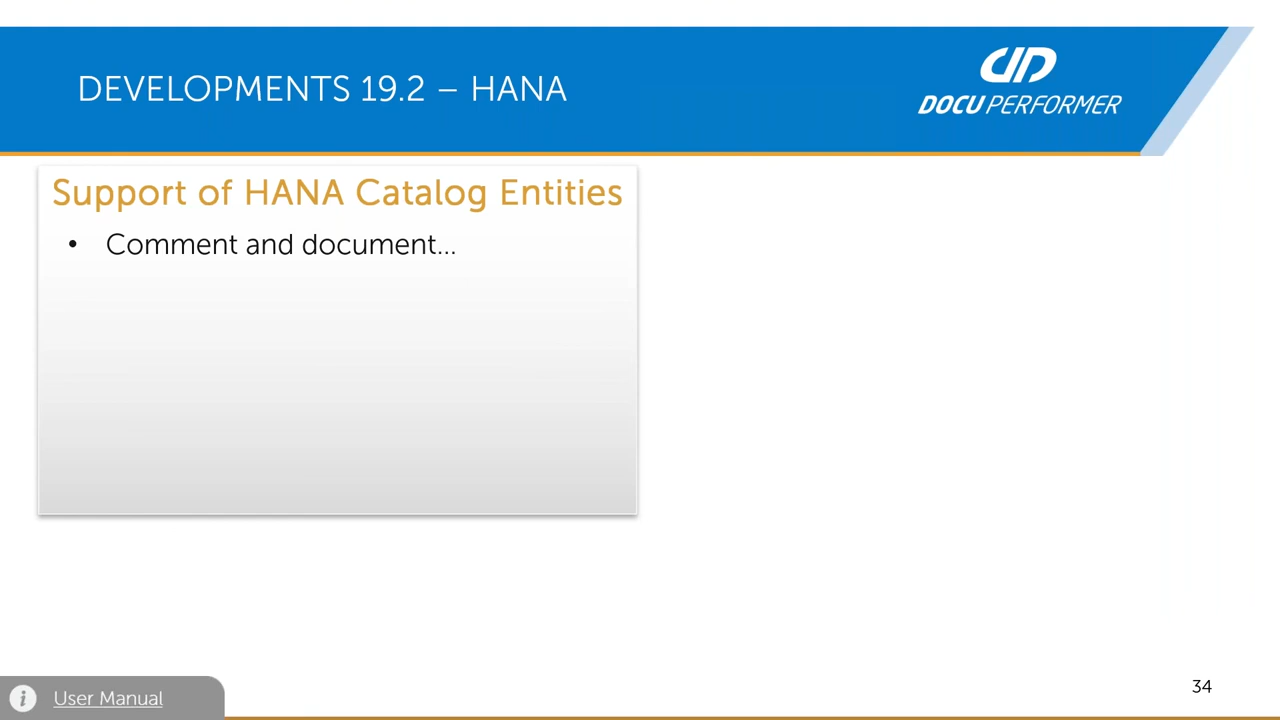 DEVELOPMENTS 19.2 – HANA
DOCU PERFORMER
Support of HANA Catalog Entities
• Comment and document...
User Manual
34